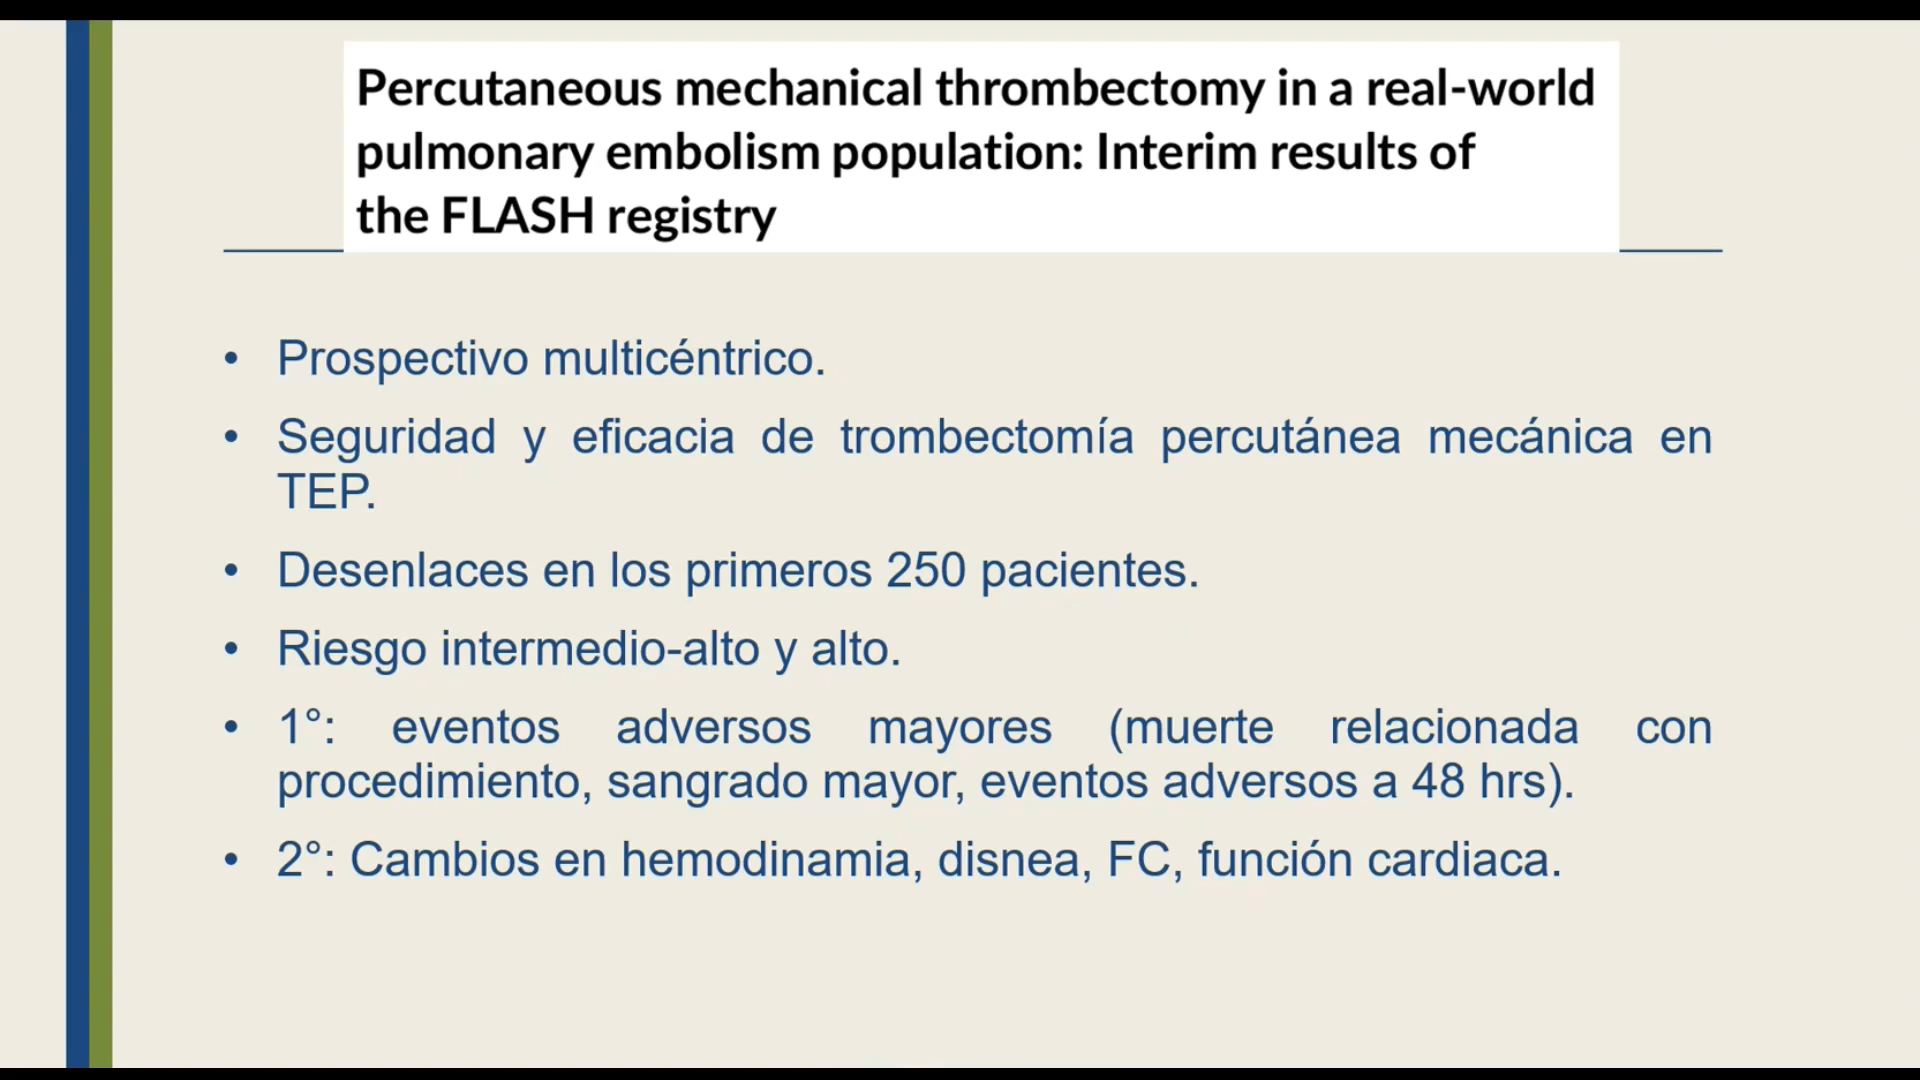 Percutaneous mechanical thrombectomy in a real-world
pulmonary embolism population: Interim results of
the FLASH registry
• Prospectivo multicéntrico.
• Seguridad y eficacia de trombectomía percutánea mecánica en
TEP.
• Desenlaces en los primeros 250 pacientes.
• Riesgo intermedio-alto y alto.
• 1°: eventos adversos mayores (muerte relacionada con
procedimiento, sangrado mayor, eventos adversos a 48 hrs).
• 2°: Cambios en hemodinamia, disnea, FC, función cardiaca.